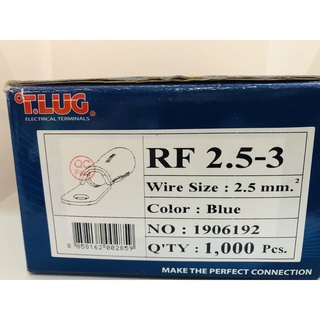 T.LUG
ELECTRICAL TERMINALS
QC
RF 2.5-3
Wire Size : 2.5 mm.²
Color : Blue
NO : 1906192
Q'TY : 1,000 Pcs.
8 858162 002859
MAKE THE PERFECT CONNECTION